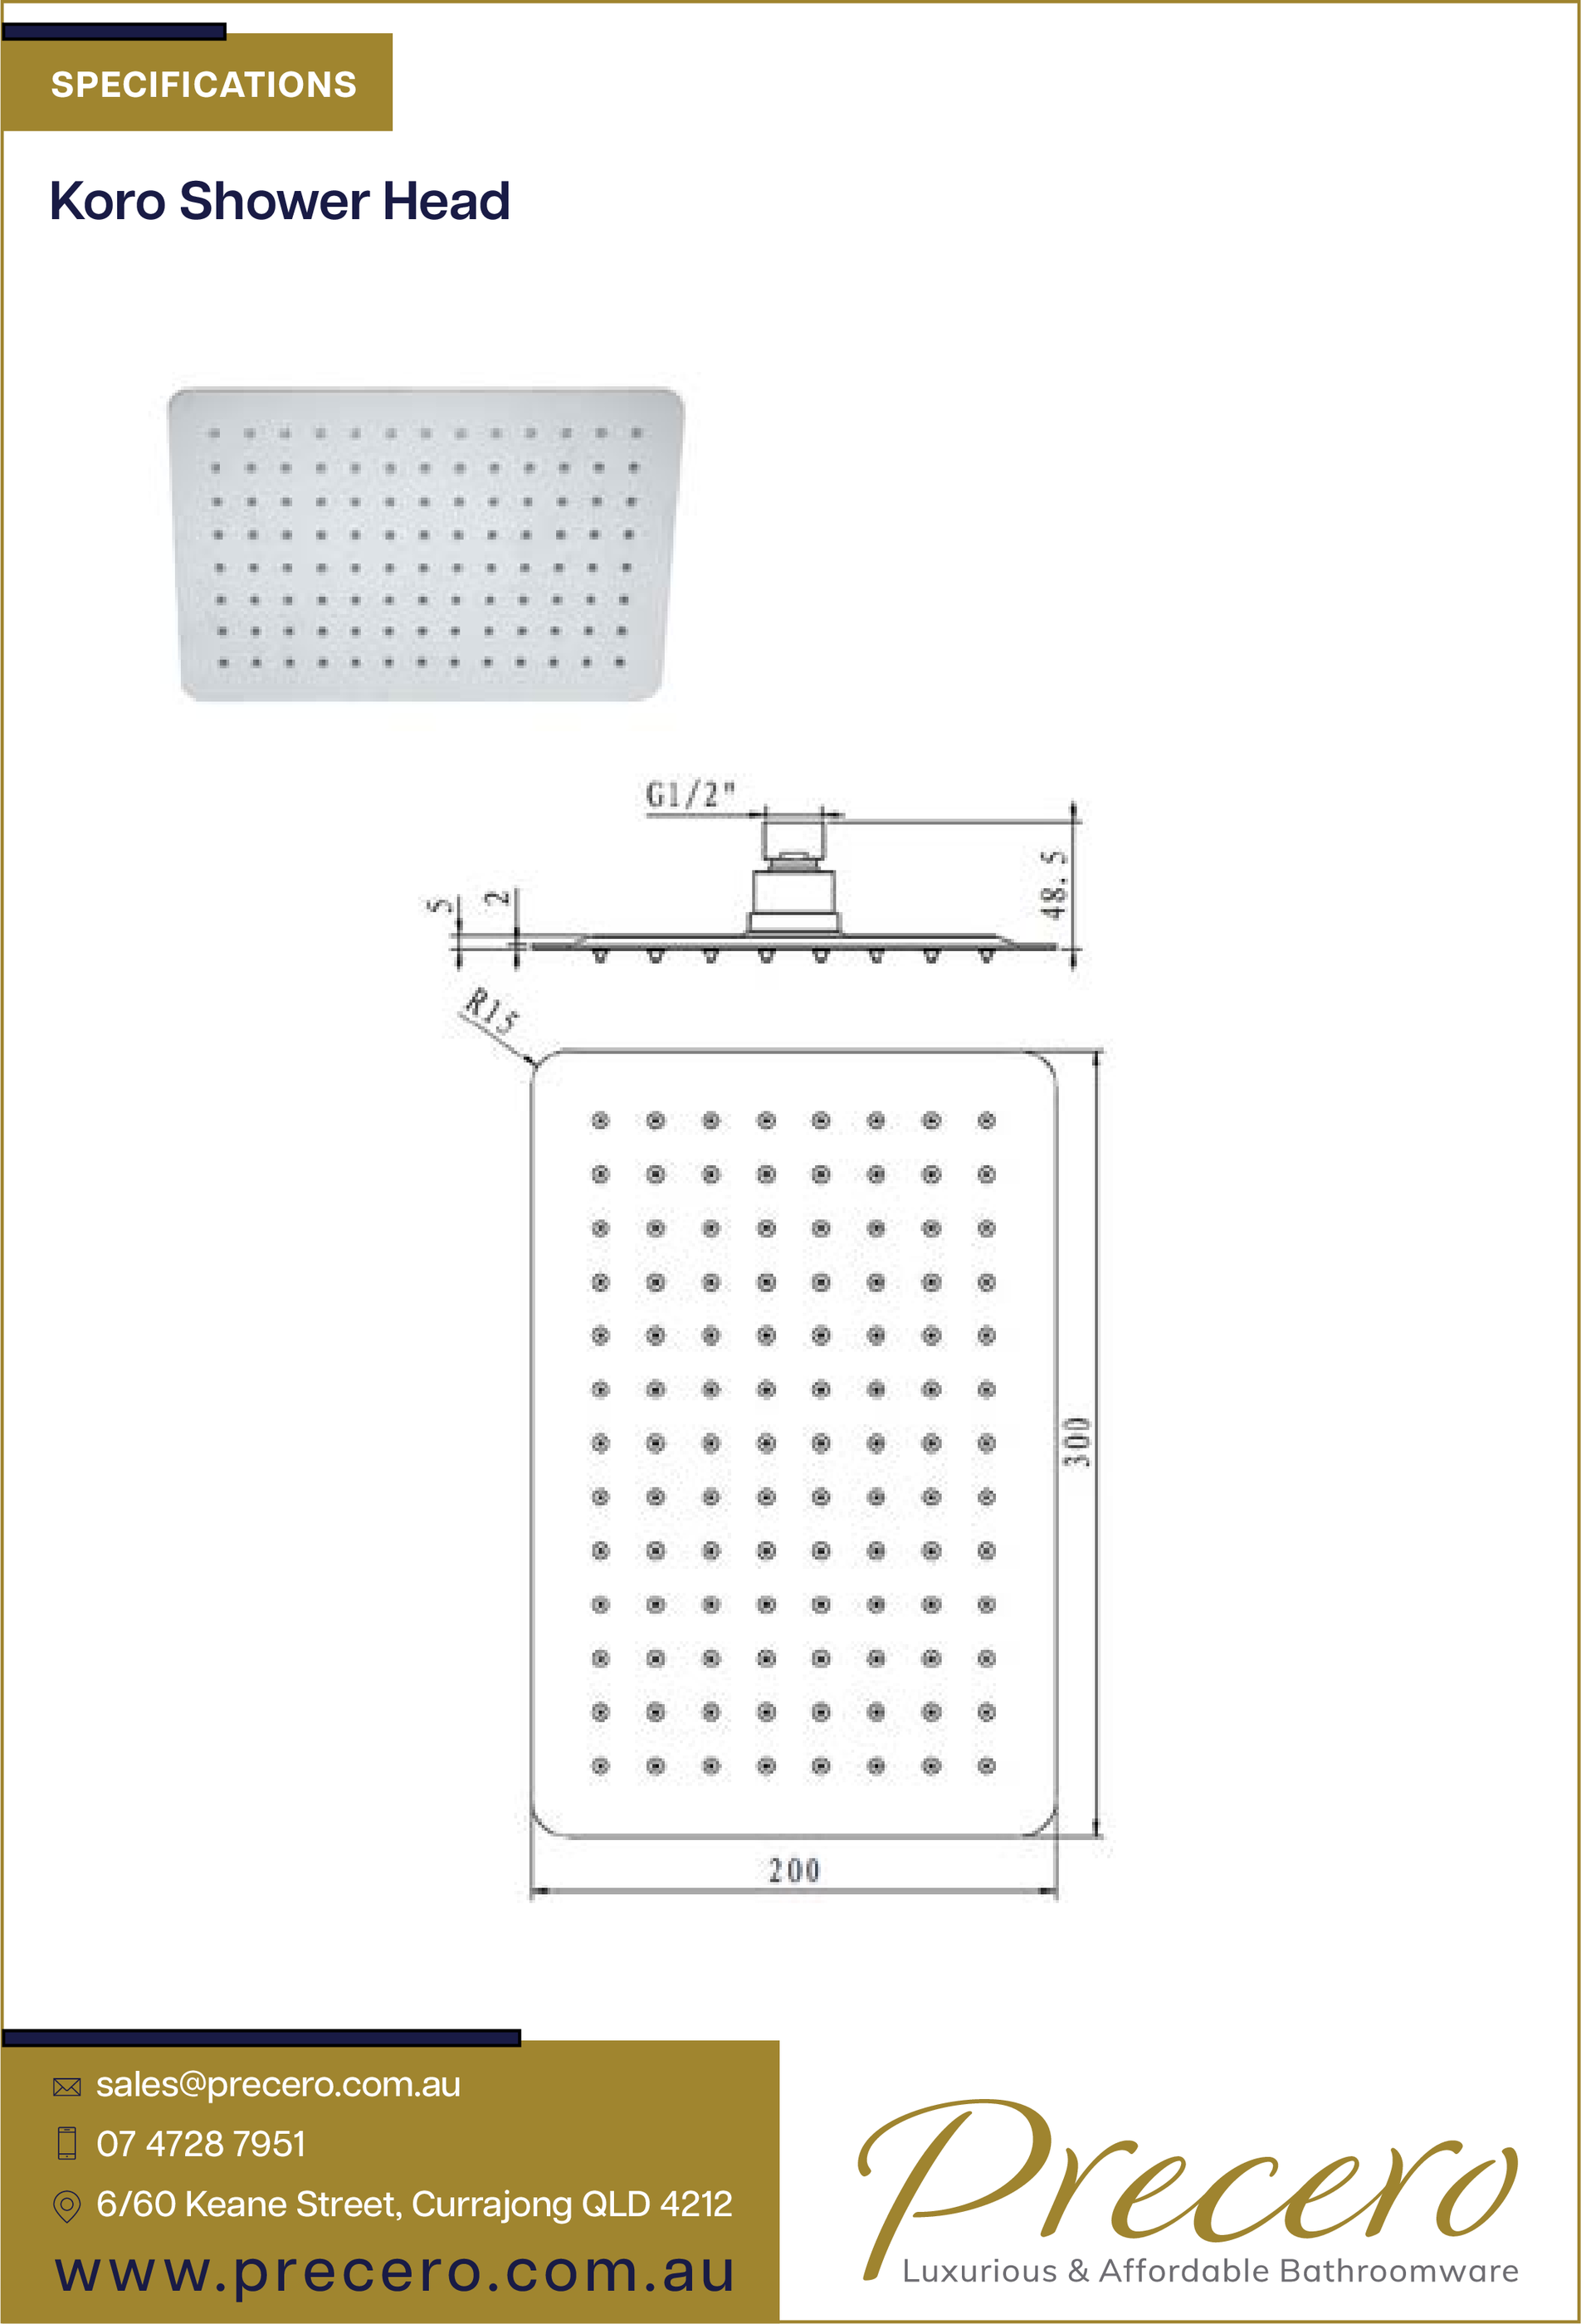 SPECIFICATIONS
Koro Shower Head
G1/2"
48.5
5
2
R15
300
200
sales@precero.com.au
07 4728 7951
6/60 Keane Street, Currajong QLD 4212
www.precero.com.au
Precero
Luxurious & Affordable Bathroomware